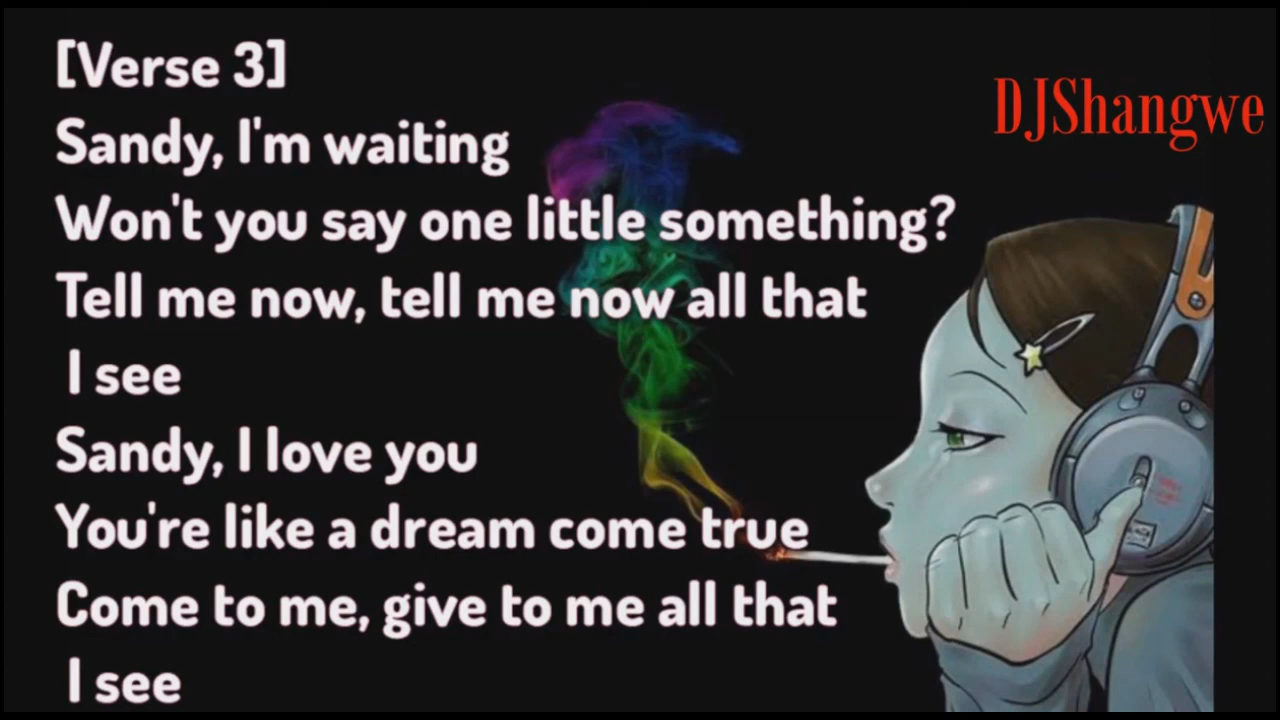 [Verse 3]
DJShangwe
Sandy, I'm waiting
Won't you say one little something?
Tell me now, tell me now all that
I see
Sandy, I love you
You're like a dream come true
Come to me, give to me all that
I see